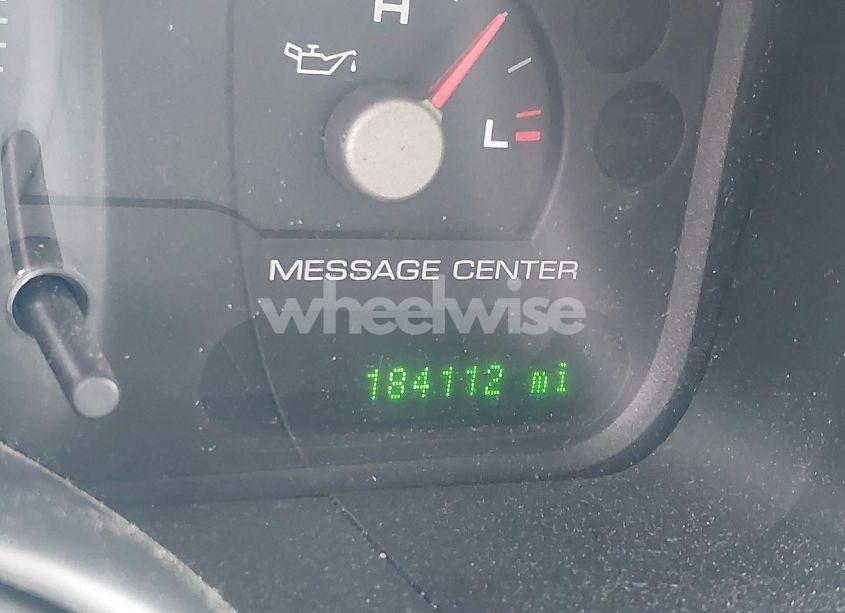 H
L
MESSAGE CENTER
wheelwise
184112 mi